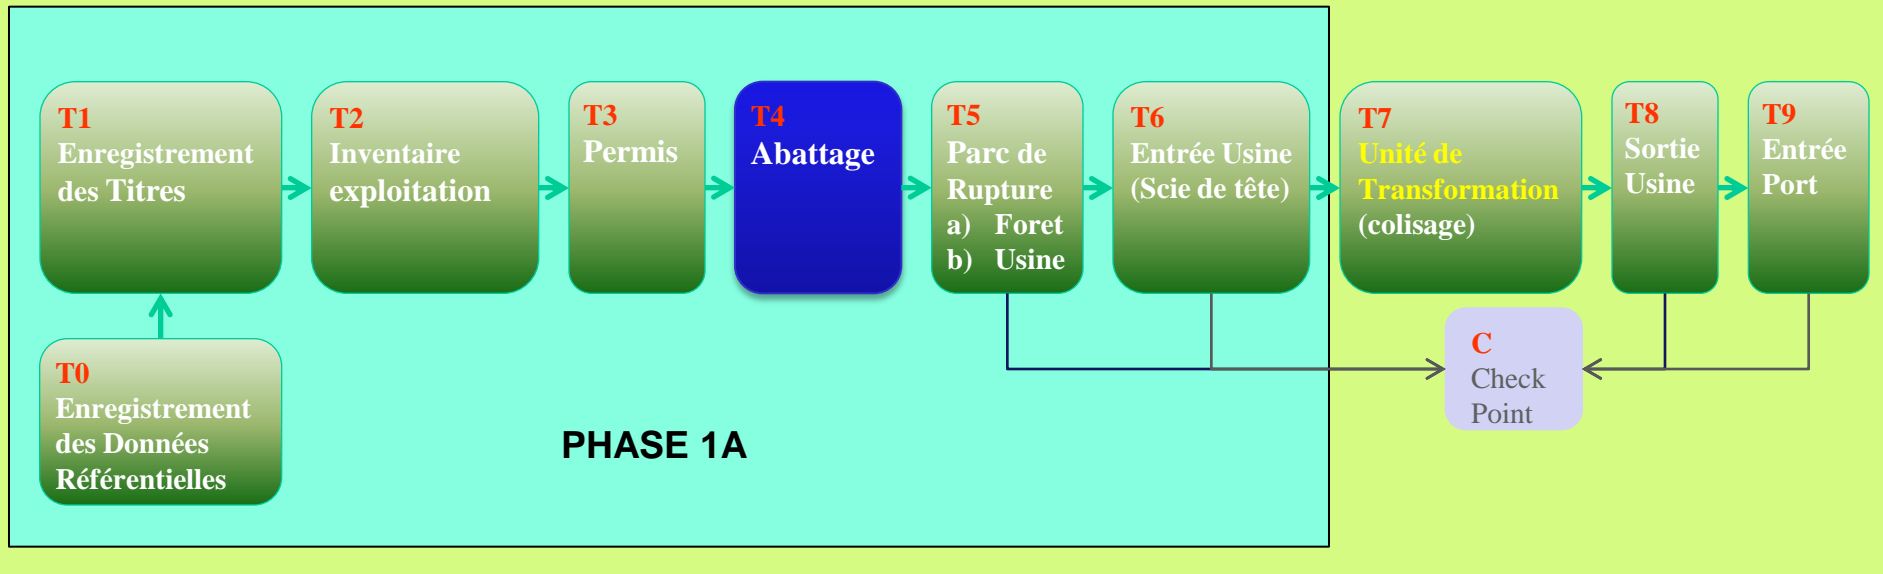 T1
Enregistrement
des Titres
T2
Inventaire
exploitation
T3
Permis
T4
Abattage
T5
Parc de
Rupture
a) Foret
b) Usine
T6
Entrée Usine
(Scie de tête)
T7
Unité de
Transformation
(colisage)
T8
Sortie
Usine
T9
Entrée
Port
T0
Enregistrement
des Données
Référentielles
C
Check
Point
PHASE 1A